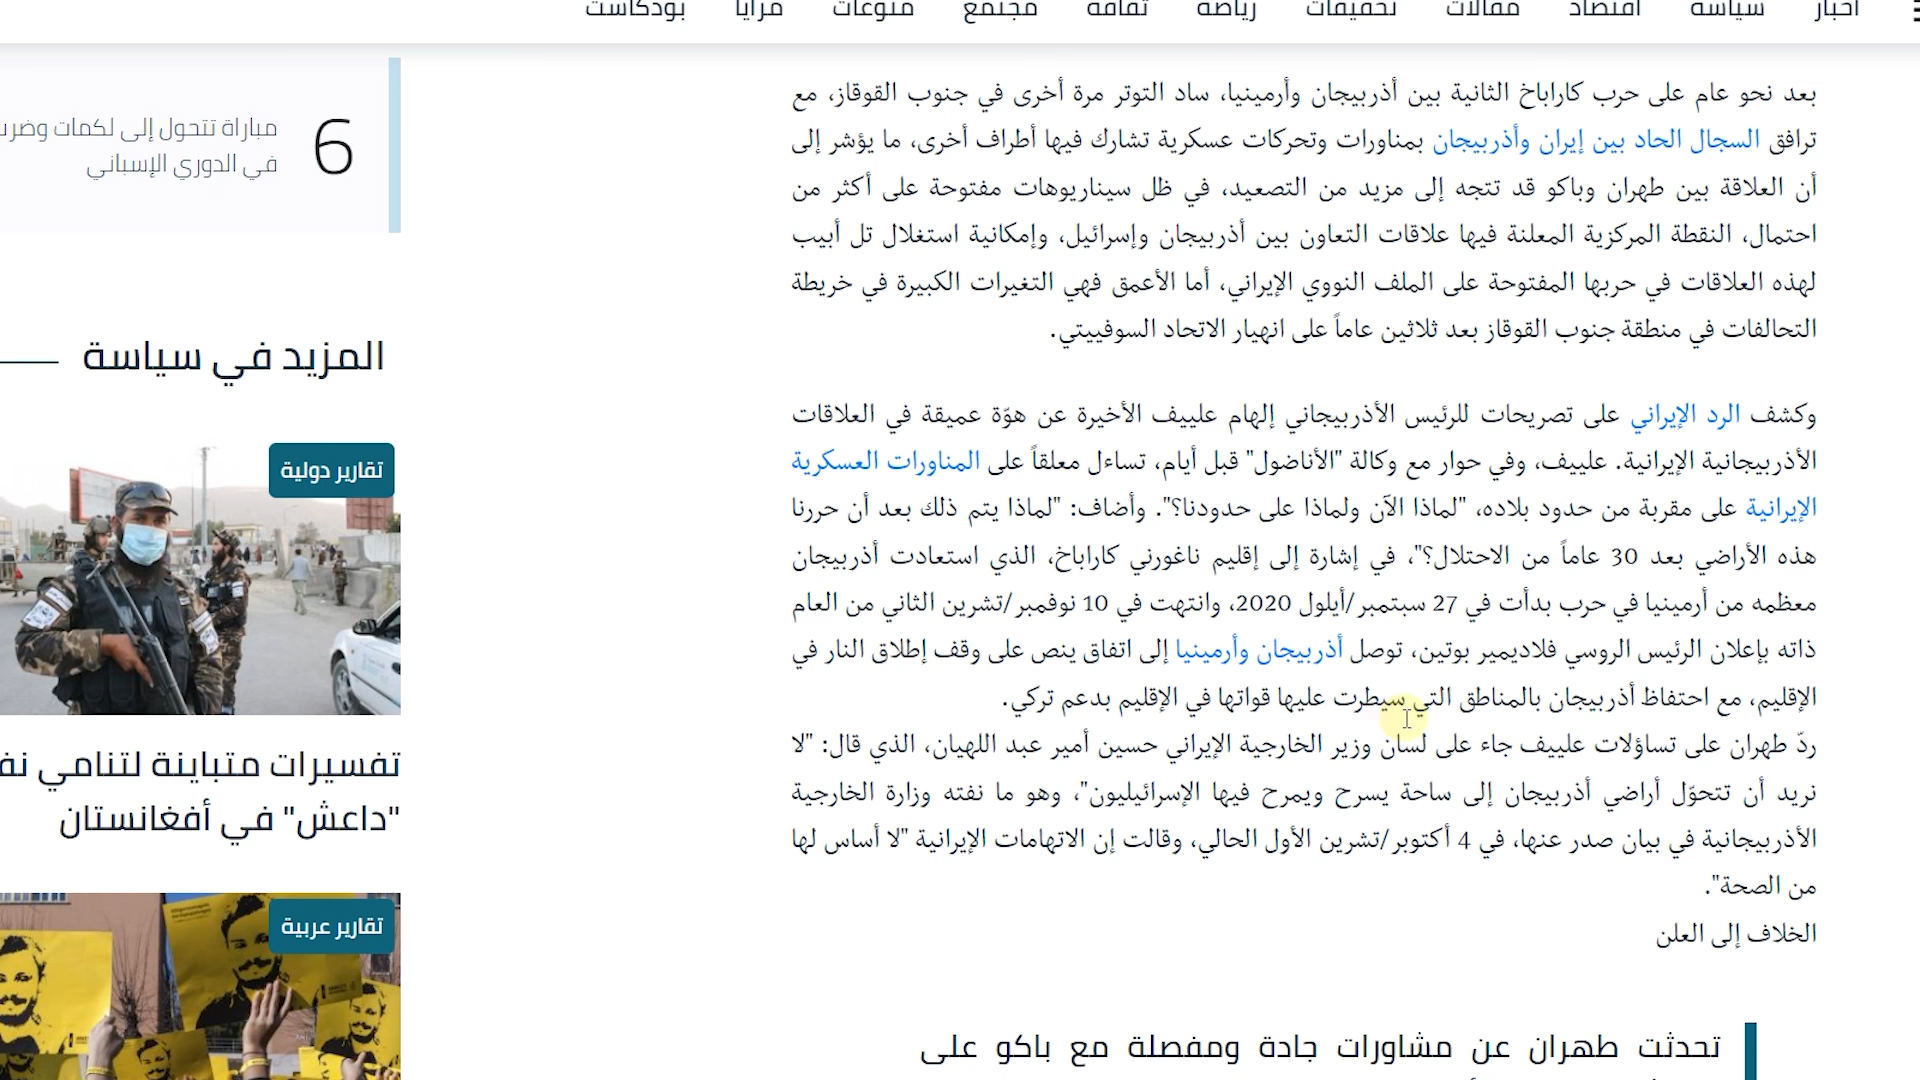 أخبار سياسة اقتصاد مقالات تحقيقات رياضة ثقافة مجتمع منوعات مرايا بودكاست
بعد نحو عام على حرب كاراباخ الثانية بين أذربيجان وأرمينيا، ساد التوتر مرة أخرى في جنوب القوقاز، مع
ترافق السجال الحاد بين إيران وأذربيجان بمناورات وتحركات عسكرية تشارك فيها أطراف أخرى، ما يؤشر إلى
أن العلاقة بين طهران وباكو قد تتجه إلى مزيد من التصعيد، في ظل سيناريوهات مفتوحة على أكثر من
احتمال، النقطة المركزية المعلنة فيها علاقات التعاون بين أذربيجان وإسرائيل، وإمكانية استغلال تل أبيب
لهذه العلاقات في حربها المفتوحة على الملف النووي الإيراني، أما الأعمق فهي التغيرات الكبيرة في خريطة
التحالفات في منطقة جنوب القوقاز بعد ثلاثين عاماً على انهيار الاتحاد السوفييتي.
وكشف الرد الإيراني على تصريحات للرئيس الأذربيجاني إلهام علييف الأخيرة عن هوّة عميقة في العلاقات
الأذربيجانية الإيرانية. علييف، وفي حوار مع وكالة "الأناضول" قبل أيام، تساءل معلقاً على المناورات العسكرية
الإيرانية على مقربة من حدود بلاده، "لماذا الآن ولماذا على حدودنا؟". وأضاف: "لماذا يتم ذلك بعد أن حررنا
هذه الأراضي بعد 30 عاماً من الاحتلال؟"، في إشارة إلى إقليم ناغورني كاراباخ، الذي استعادت أذربيجان
معظمه من أرمينيا في حرب بدأت في 27 سبتمبر/أيلول 2020، وانتهت في 10 نوفمبر/تشرين الثاني من العام
ذاته بإعلان الرئيس الروسي فلاديمير بوتين، توصل أذربيجان وأرمينيا إلى اتفاق ينص على وقف إطلاق النار في
الإقليم، مع احتفاظ أذربيجان بالمناطق التي سيطرت عليها قواتها في الإقليم بدعم تركي.
ردّ طهران على تساؤلات علييف جاء على لسان وزير الخارجية الإيراني حسين أمير عبد اللهيان، الذي قال: "لا
نريد أن تتحوّل أراضي أذربيجان إلى ساحة يسرح ويمرح فيها الإسرائيليون"، وهو ما نفته وزارة الخارجية
الأذربيجانية في بيان صدر عنها، في 4 أكتوبر/تشرين الأول الحالي، وقالت إن الاتهامات الإيرانية "لا أساس لها
من الصحة".
الخلاف إلى العلن
تحدثت طهران عن مشاورات جادة ومفصلة مع باكو على
6
مباراة تتحول إلى لكمات
في الدوري الإسباني
المزيد في سياسة
تقارير دولية
تفسيرات متباينة لتنامي
"داعش" في أفغانستان
تقارير عربية